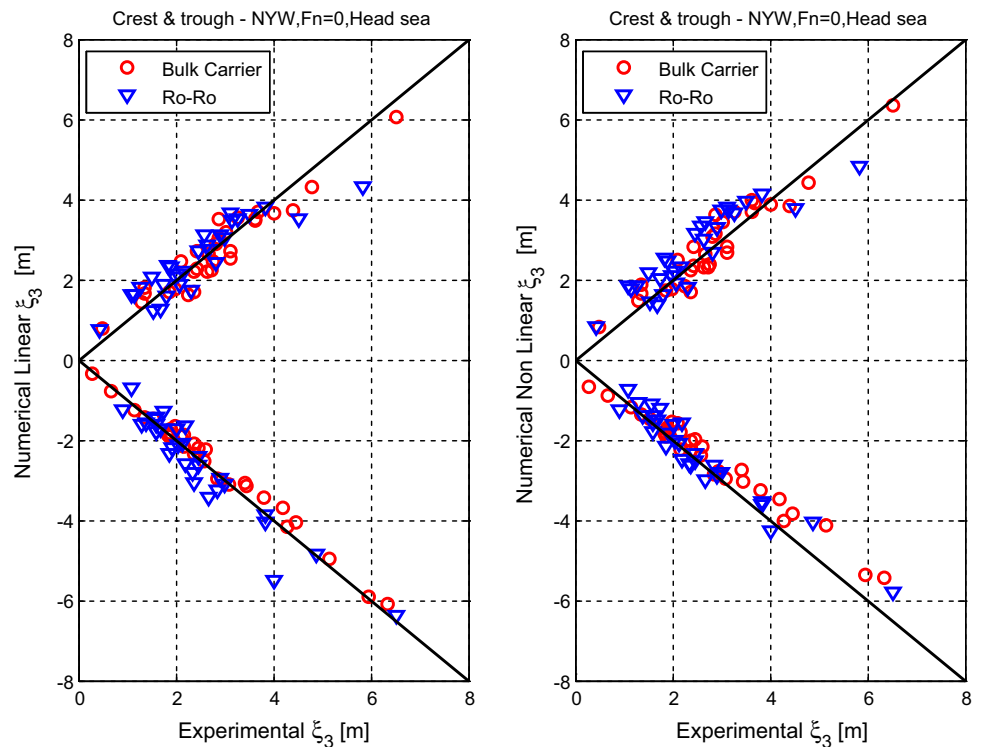 Crest & trough - NYW,Fn=0,Head sea
8
6
4
2
0
-2
-4
-6
-8
0
2
4
6
8
Numerical Linear ξ3 [m]
Experimental ξ3 [m]
Bulk Carrier
Ro-Ro
Crest & trough - NYW,Fn=0,Head sea
8
6
4
2
0
-2
-4
-6
-8
0
2
4
6
8
Numerical Non Linear ξ3 [m]
Experimental ξ3 [m]
Bulk Carrier
Ro-Ro